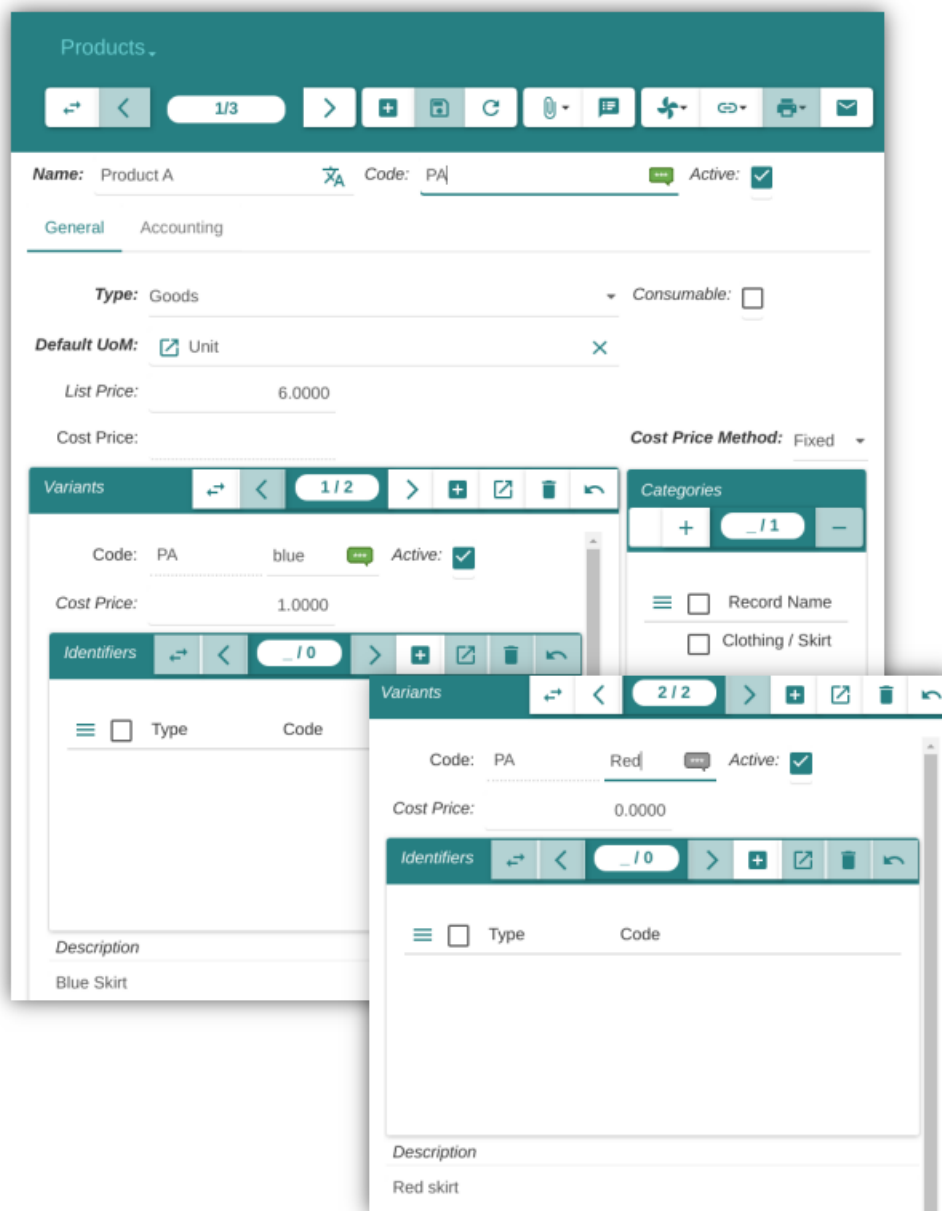 Products
1/3
Name: Product A Code: PA Active:
General Accounting
Type: Goods Consumable:
Default UoM: Unit
List Price: 6.0000
Cost Price: Cost Price Method: Fixed
Variants 1 / 2
Code: PA blue Active:
Cost Price: 1.0000
Identifiers _ / 0
Type Code
Description
Blue Skirt
Categories
_ / 1
Record Name
Clothing / Skirt
Variants 2 / 2
Code: PA Red Active:
Cost Price: 0.0000
Identifiers _ / 0
Type Code
Description
Red skirt